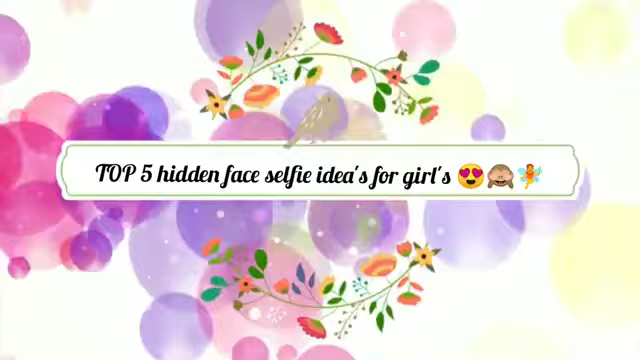 TOP 5 hidden face selfie idea's for girl's 😍🙈🧚